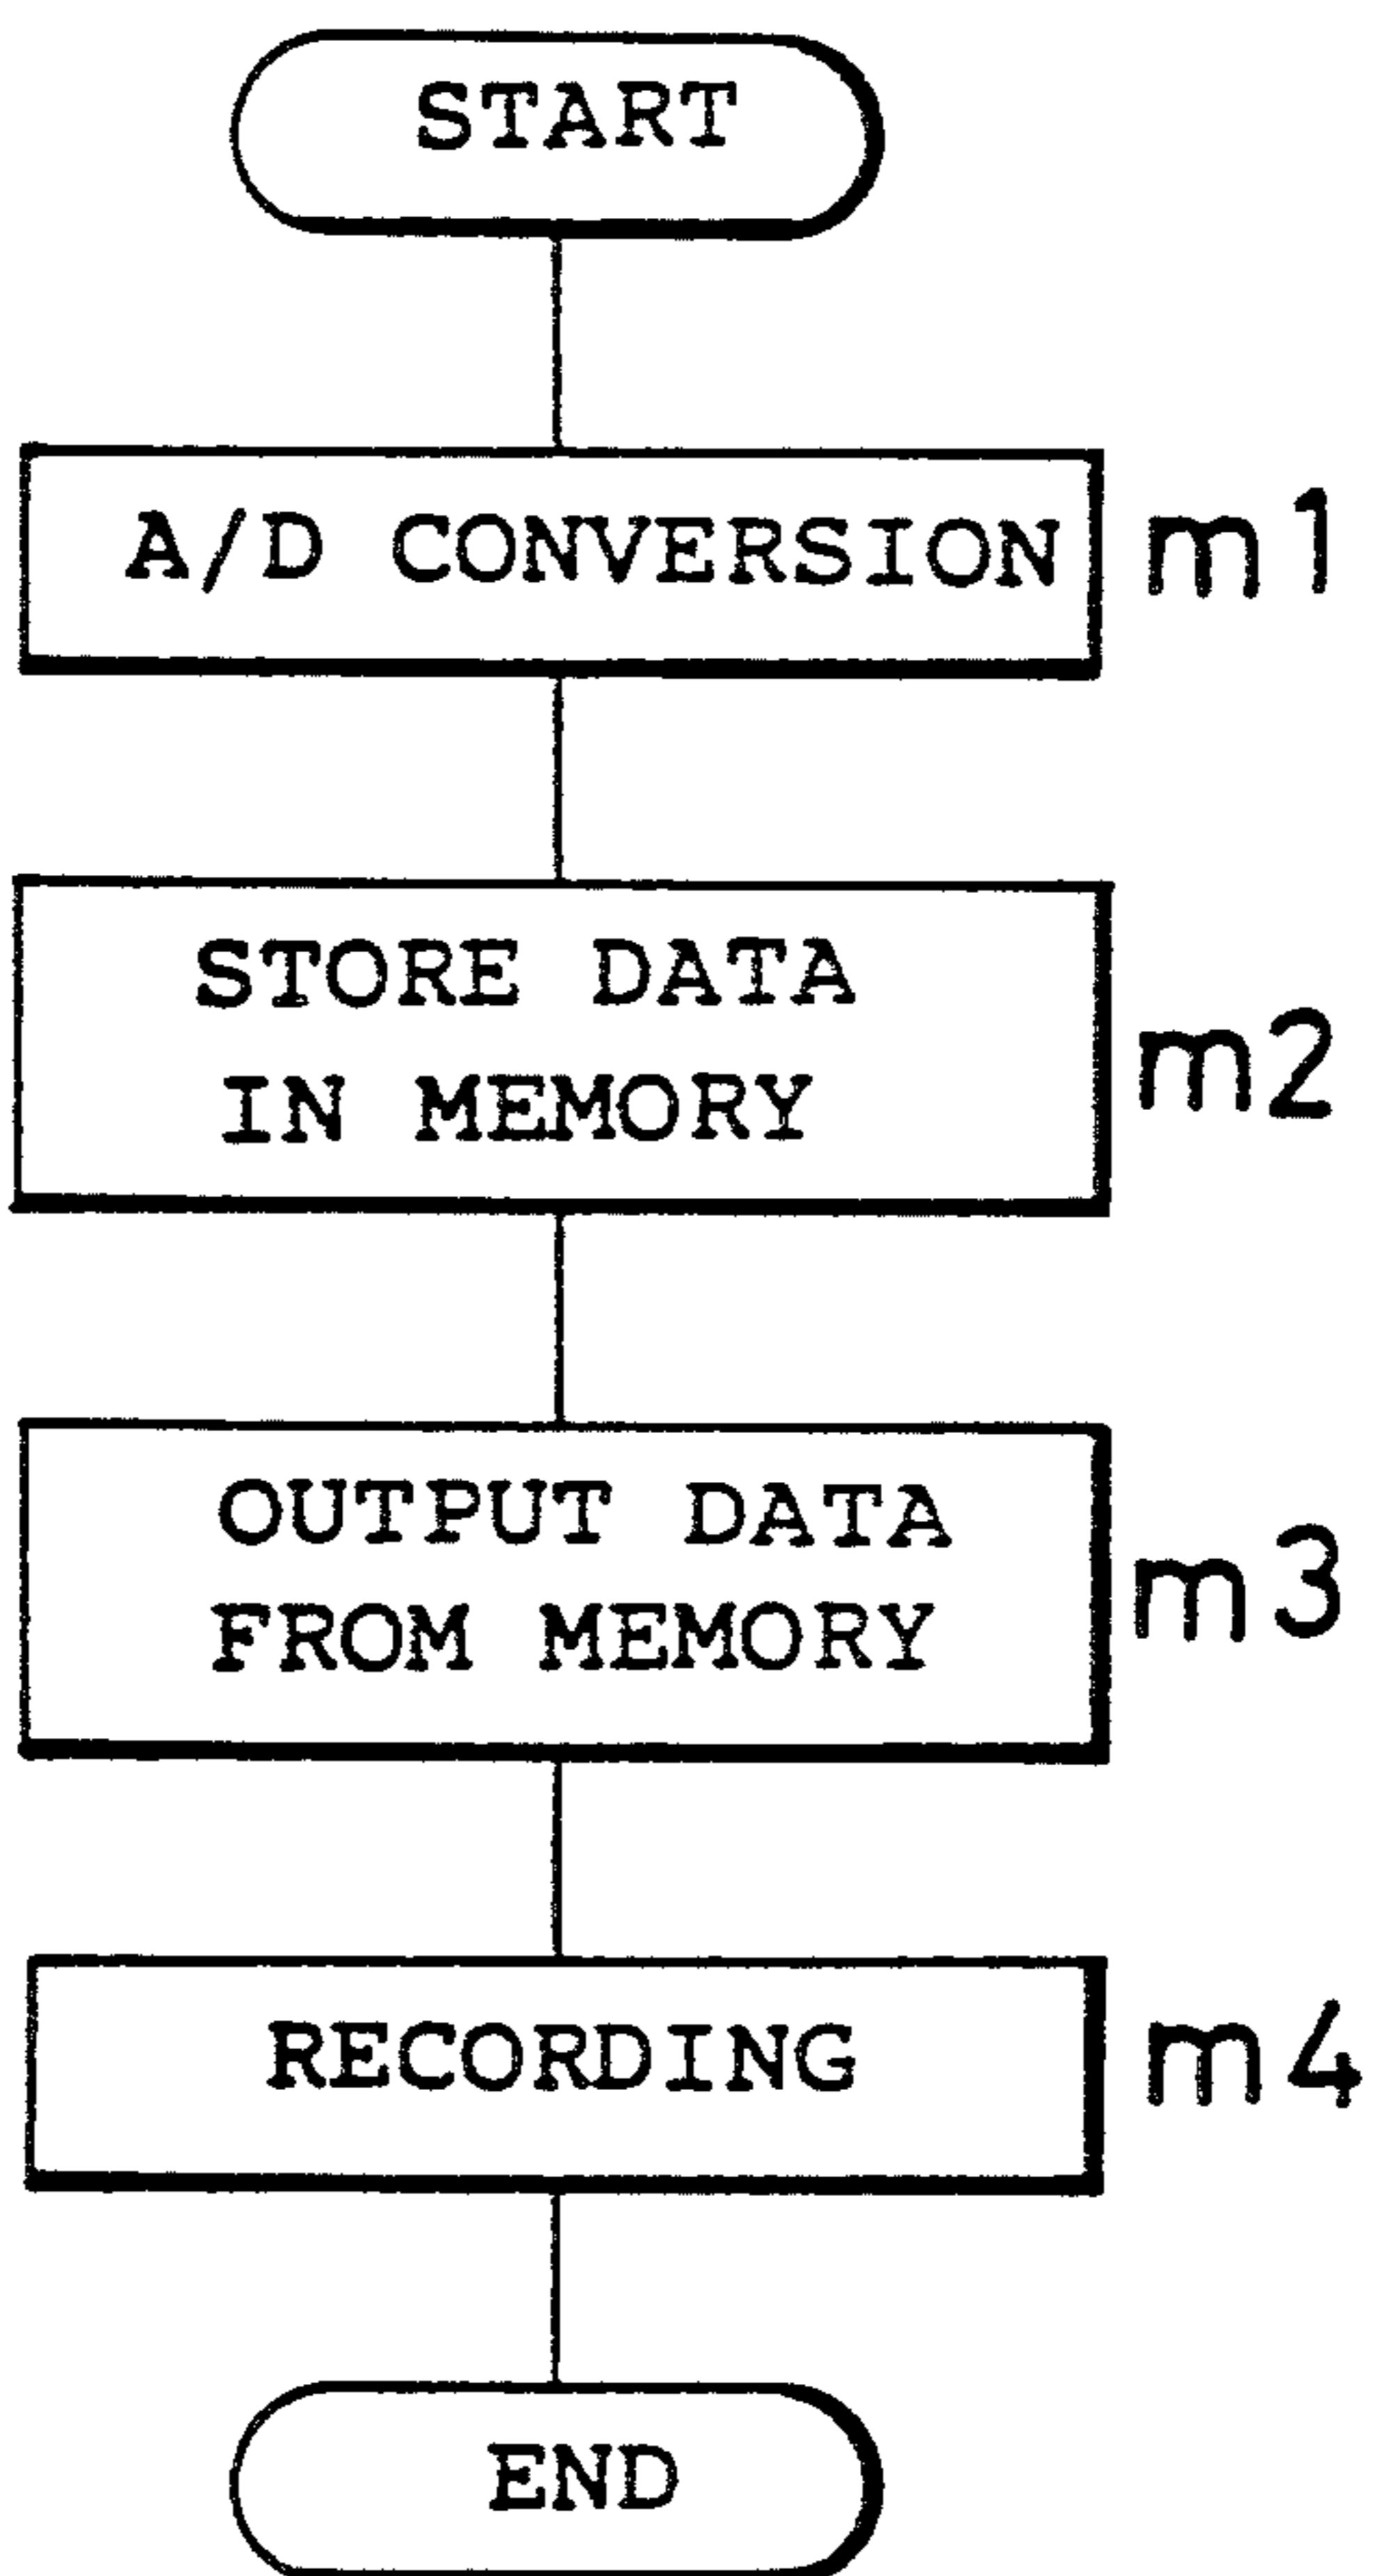 START
A/D CONVERSION m1
STORE DATA
IN MEMORY
m2
OUTPUT DATA
FROM MEMORY
m3
RECORDING m4
END